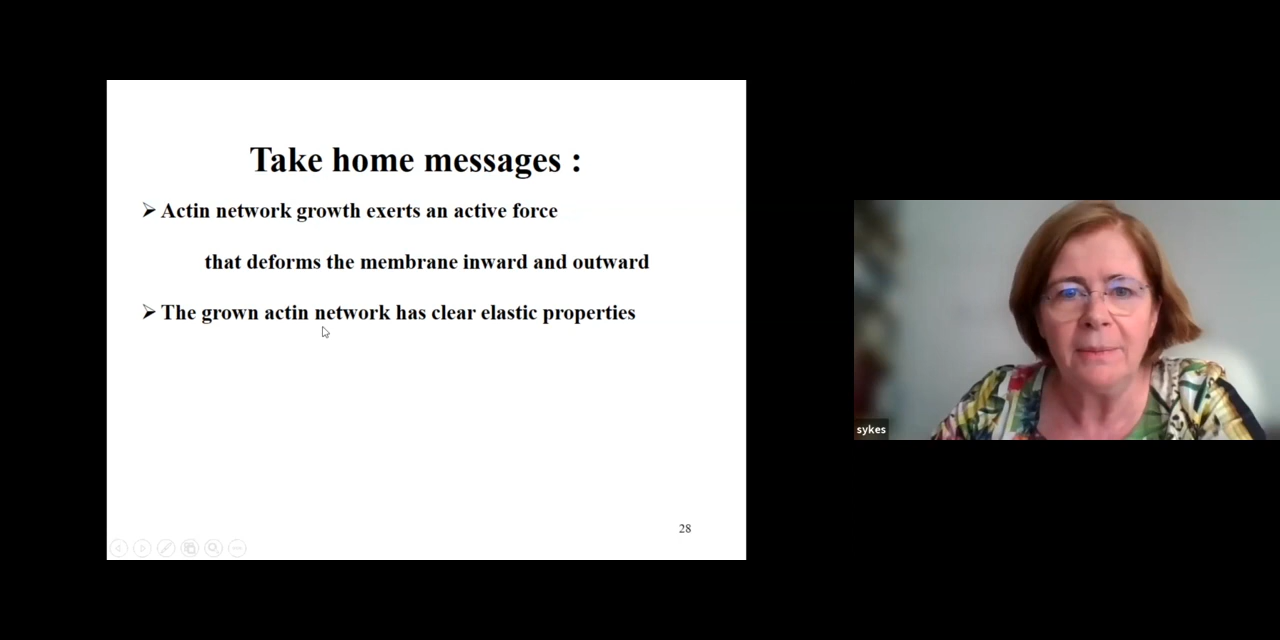 Take home messages :
➢ Actin network growth exerts an active force
that deforms the membrane inward and outward
➢ The grown actin network has clear elastic properties
28
sykes